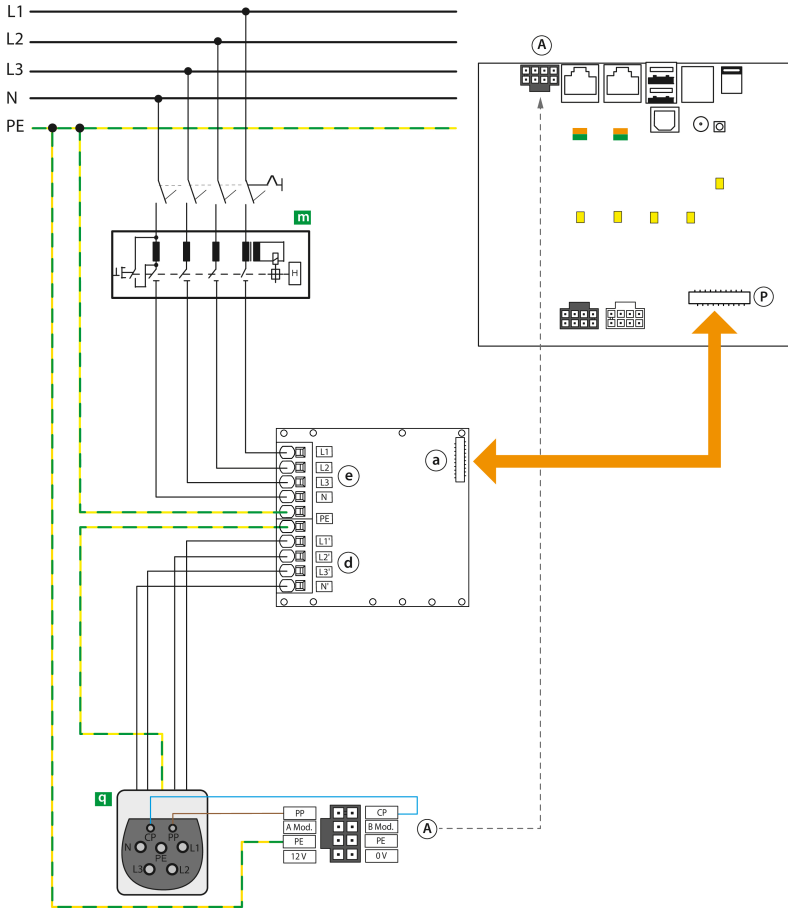 L1
L2
L3
N
PE
A
m
H
P
L1
L2
L3
N
PE
L1'
L2'
L3'
N'
e
d
a
q
CP PP
N L1
PE
L3 L2
PP CP
A Mod. B Mod.
PE PE
12 V 0 V
A